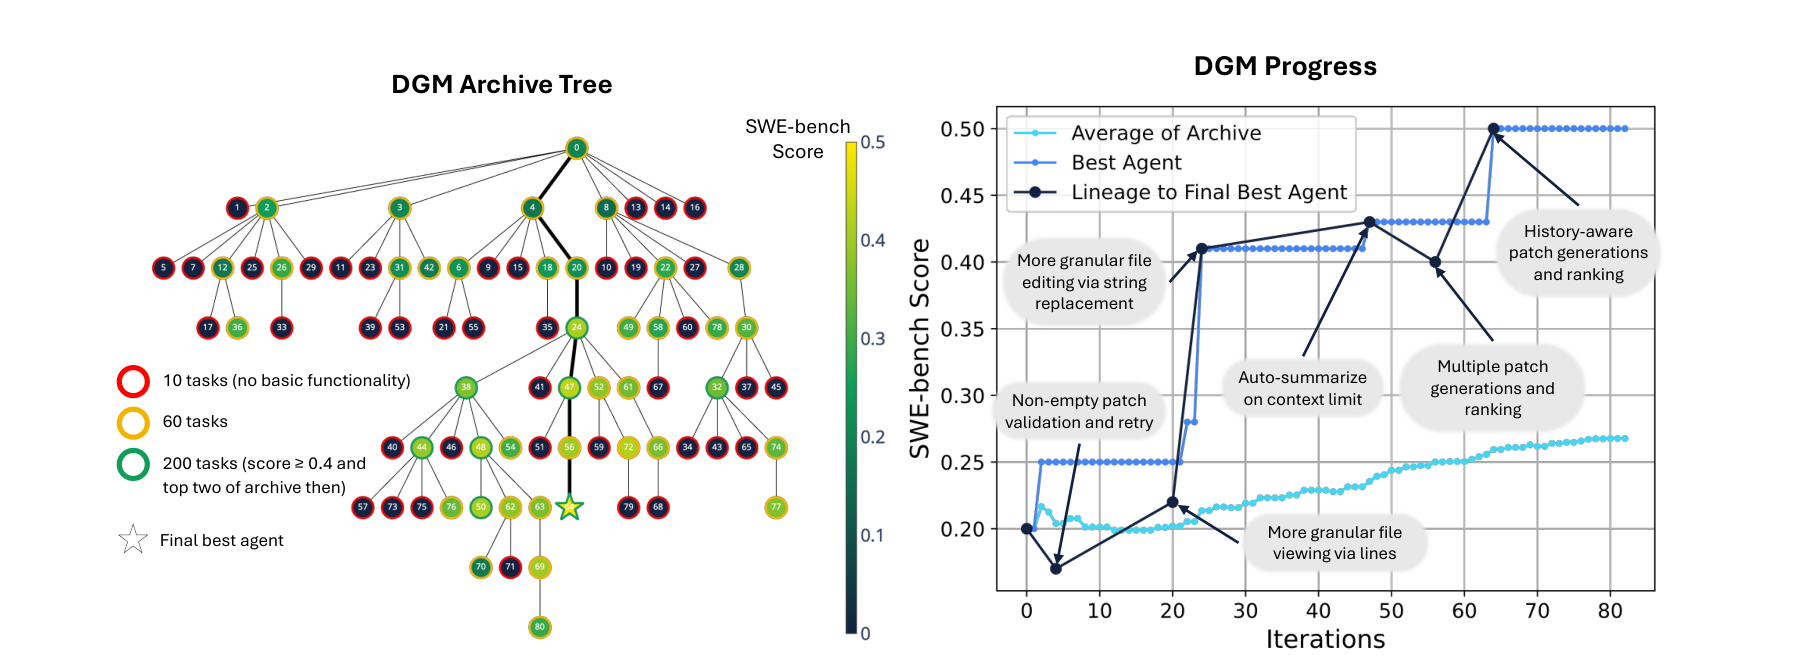 DGM Archive Tree
SWE-bench
Score
0
1 2 3 4 8 13 14 16
5 7 12 25 26 29 11 23 31 42 6 9 15 18 20 10 19 22 27 28
17 36 33 39 53 21 55 35 24 49 58 60 78 30
38 41 47 52 61 67 32 37 45
40 44 46 48 54 51 56 59 72 66 34 43 65 74
57 73 75 76 50 62 63 79 68 77
70 71 69
80
10 tasks (no basic functionality)
60 tasks
200 tasks (score ≥ 0.4 and
top two of archive then)
Final best agent
0.5
0.4
0.3
0.2
0.1
0
DGM Progress
Average of Archive
Best Agent
Lineage to Final Best Agent
SWE-bench Score
0.50
0.45
0.40
0.35
0.30
0.25
0.20
More granular file
editing via string
replacement
History-aware
patch generations
and ranking
Non-empty patch
validation and retry
Auto-summarize
on context limit
Multiple patch
generations and
ranking
More granular file
viewing via lines
0 10 20 30 40 50 60 70 80
Iterations